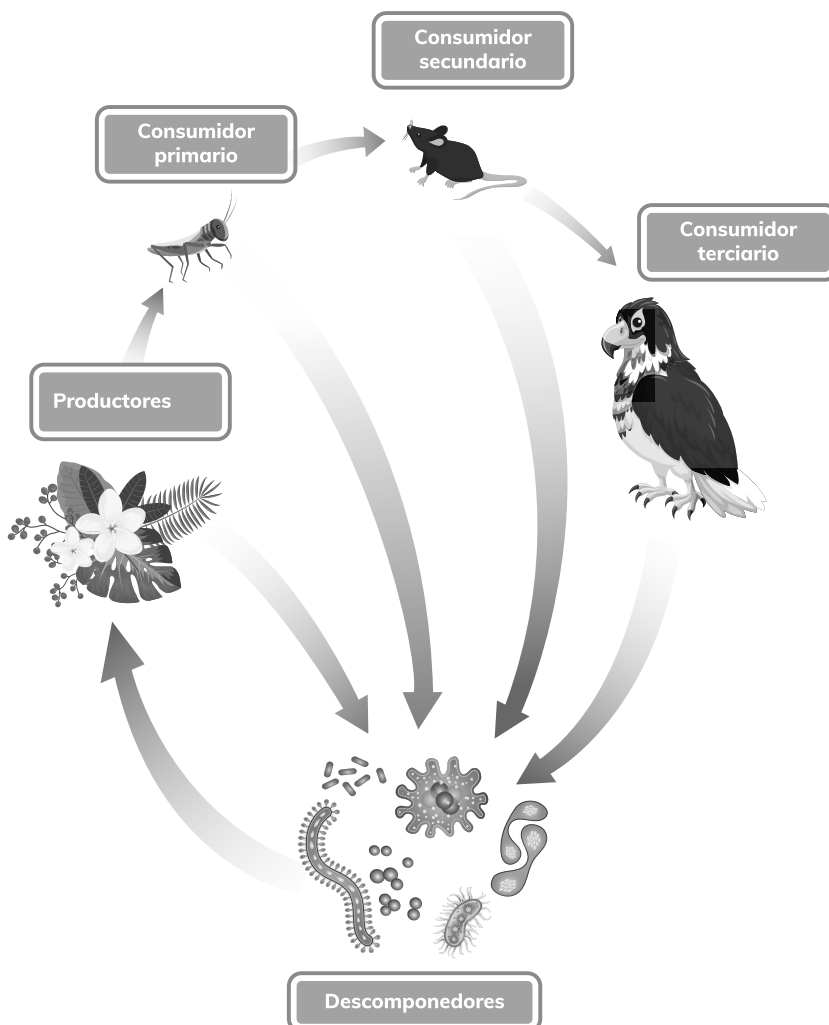 Consumidor
secundario
Consumidor
primario
Consumidor
terciario
Productores
Descomponedores